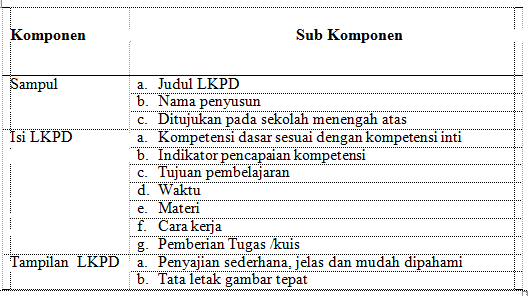 Komponen Sub Komponen
Sampul a. Judul LKPD
b. Nama penyusun
c. Ditujukan pada sekolah menengah atas
Isi LKPD a. Kompetensi dasar sesuai dengan kompetensi inti
b. Indikator pencapaian kompetensi
c. Tujuan pembelajaran
d. Waktu
e. Materi
f. Cara kerja
g. Pemberian Tugas /kuis
Tampilan LKPD a. Penyajian sederhana, jelas dan mudah dipahami
b. Tata letak gambar tepat